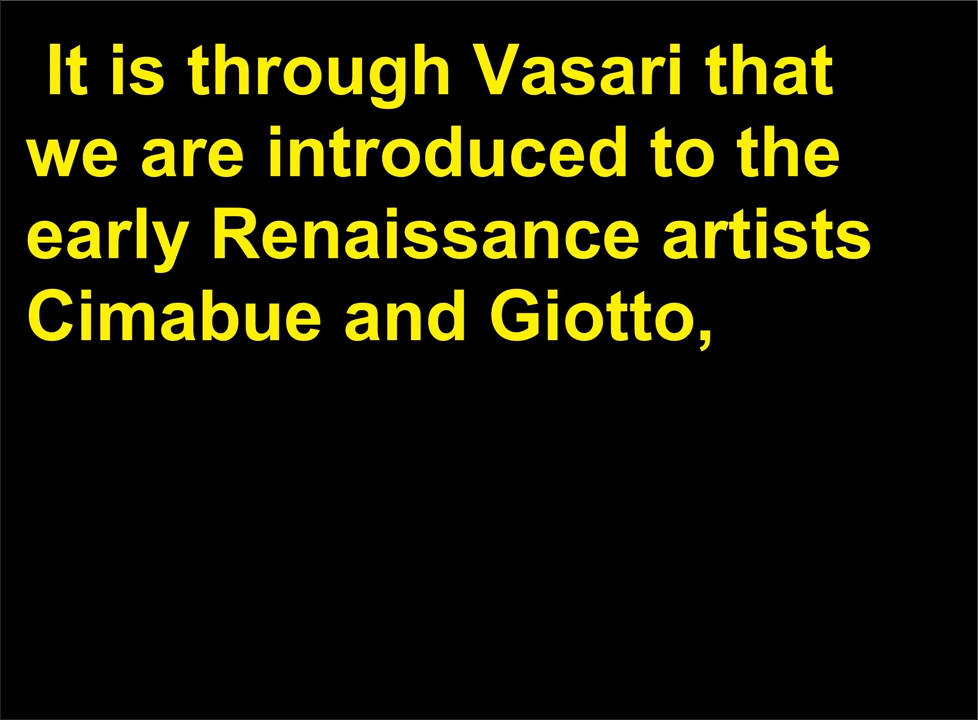 It is through Vasari that
we are introduced to the
early Renaissance artists
Cimabue and Giotto,